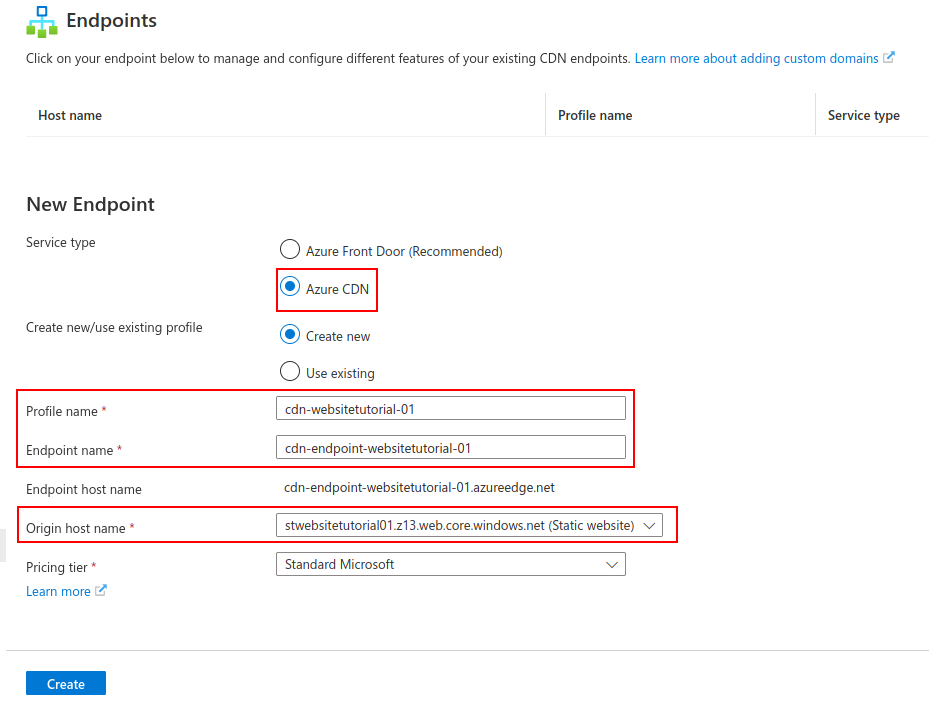 Endpoints
Click on your endpoint below to manage and configure different features of your existing CDN endpoints. Learn more about adding custom domains
Host name Profile name Service type
New Endpoint
Service type
Azure Front Door (Recommended)
Azure CDN
Create new/use existing profile
Create new
Use existing
Profile name * cdn-websitetutorial-01
Endpoint name * cdn-endpoint-websitetutorial-01
Endpoint host name cdn-endpoint-websitetutorial-01.azureedge.net
Origin host name * stwebsitetutorial01.z13.web.core.windows.net (Static website)
Pricing tier * Standard Microsoft
Learn more
Create